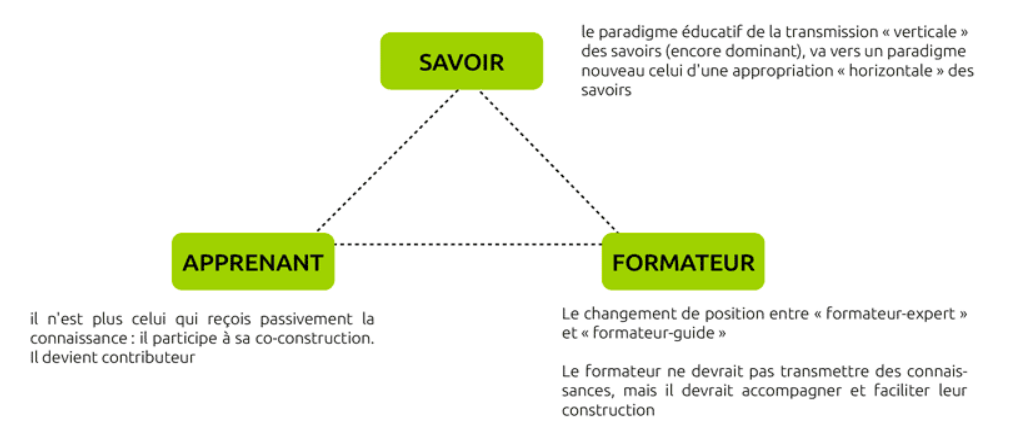 SAVOIR
le paradigme éducatif de la transmission « verticale »
des savoirs (encore dominant), va vers un paradigme
nouveau celui d'une appropriation « horizontale » des
savoirs
APPRENANT
il n'est plus celui qui reçois passivement la
connaissance : il participe à sa co-construction.
Il devient contributeur
FORMATEUR
Le changement de position entre « formateur-expert »
et « formateur-guide »
Le formateur ne devrait pas transmettre des connais-
sances, mais il devrait accompagner et faciliter leur
construction